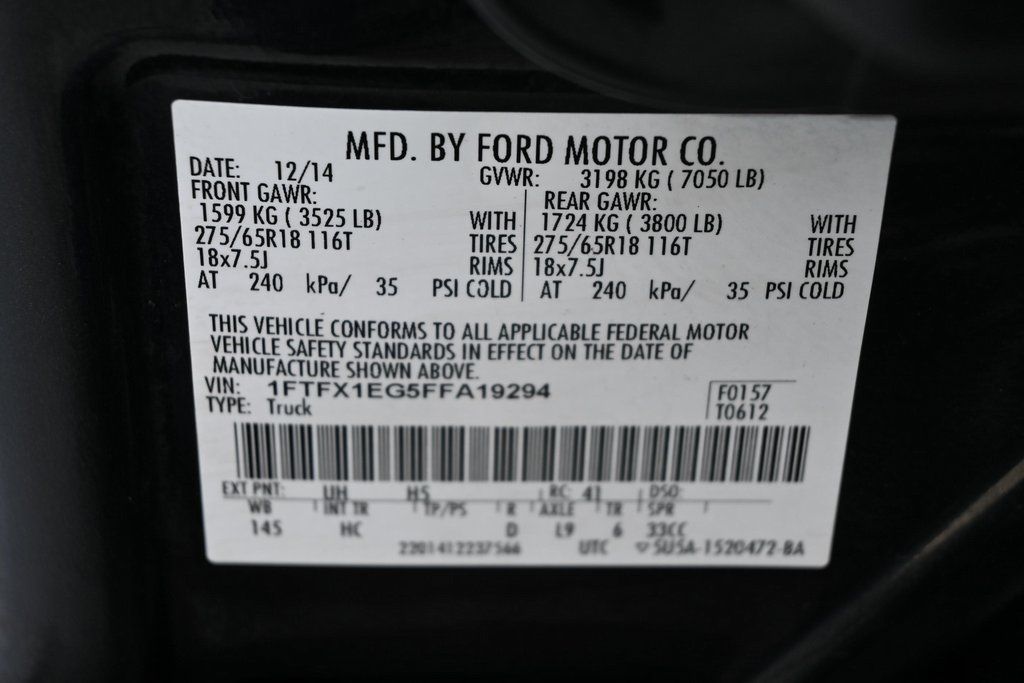 MFD. BY FORD MOTOR CO.
DATE: 12/14 GVWR: 3198 KG ( 7050 LB)
FRONT GAWR: REAR GAWR:
1599 KG ( 3525 LB) WITH 1724 KG ( 3800 LB) WITH
275/65R18 116T TIRES 275/65R18 116T TIRES
18x7.5J RIMS 18x7.5J RIMS
AT 240 kPa/ 35 PSI COLD AT 240 kPa/ 35 PSI COLD
THIS VEHICLE CONFORMS TO ALL APPLICABLE FEDERAL MOTOR
VEHICLE SAFETY STANDARDS IN EFFECT ON THE DATE OF
MANUFACTURE SHOWN ABOVE.
VIN: 1FTFX1EG5FFA19294 F0157
TYPE: Truck T0612
EXT PNT: UH H5 RC: 41 DSO:
WB INT TR TP/PS R AXLE TR SPR
145 HC D L9 6 33CC
2201412237566 UTC 5U5A-1520472-BA